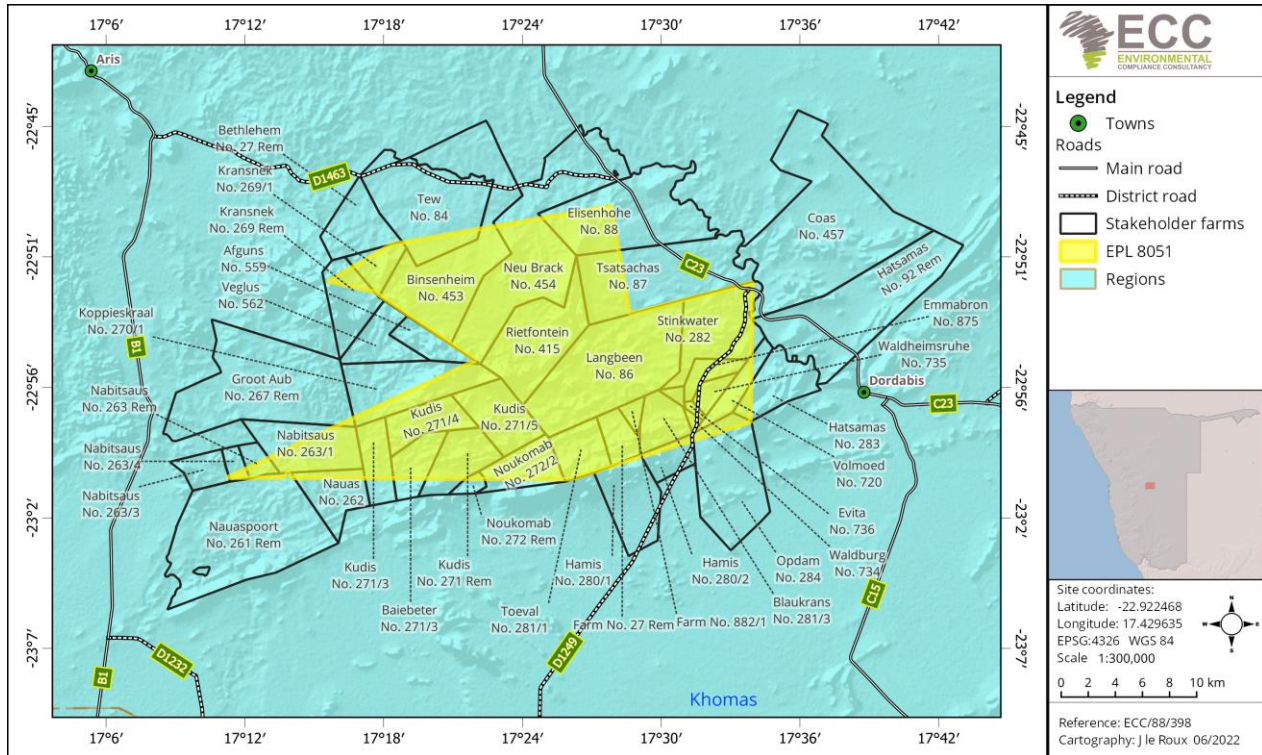 17°6′
17°12′
17°18′
17°24′
17°30′
17°36′
17°42′
-22°45′
-22°51′
-22°56′
-23°2′
-23°7′
-22°45′
-22°51′
-22°56′
-23°2′
-23°7′
17°6′
17°12′
17°18′
17°24′
17°30′
17°36′
17°42′
Aris
Bethlehem
No. 27 Rem
Kransnek
No. 269/1
Kransnek
No. 269 Rem
Afguns
No. 559
Veglus
No. 562
Koppieskraal
No. 270/1
D1463
Tew
No. 84
Elisenhohe
No. 88
Coas
No. 457
Hatsamas
No. 92 Rem
C23
Binsenheim
No. 453
Neu Brack
No. 454
Tsatsachas
No. 87
Stinkwater
No. 282
Emmabron
No. 875
Waldheimsruhe
No. 735
B1
Rietfontein
No. 415
Langbeen
No. 86
Groot Aub
No. 267 Rem
Dordabis
C23
Nabitsaus
No. 263 Rem
Nabitsaus
No. 263/4
Nabitsaus
No. 263/3
Nabitsaus
No. 263/1
Kudis
No. 271/4
Kudis
No. 271/5
Noukomab
No. 272/2
Nauas
No. 262
Nauaspoort
No. 261 Rem
Hatsamas
No. 283
Volmoed
No. 720
Evita
No. 736
Waldburg
No. 734
Noukomab
No. 272 Rem
Kudis
No. 271/3
Kudis
No. 271 Rem
Hamis
No. 280/1
Hamis
No. 280/2
Opdam
No. 284
Baiebeter
No. 271/3
Toeval
No. 281/1
Farm No. 27 Rem
Farm No. 882/1
Blaukrans
No. 281/3
C15
D1249
D1232
B1
Khomas
ECC
ENVIRONMENTAL
COMPLIANCE CONSULTANCY
Legend
Towns
Roads
Main road
District road
Stakeholder farms
EPL 8051
Regions
Site coordinates:
Latitude: -22.922468
Longitude: 17.429635
EPSG:4326 WGS 84
Scale 1:300,000
N
W
E
S
0 2 4 6 8 10 km
Reference: ECC/88/398
Cartography: J le Roux 06/2022